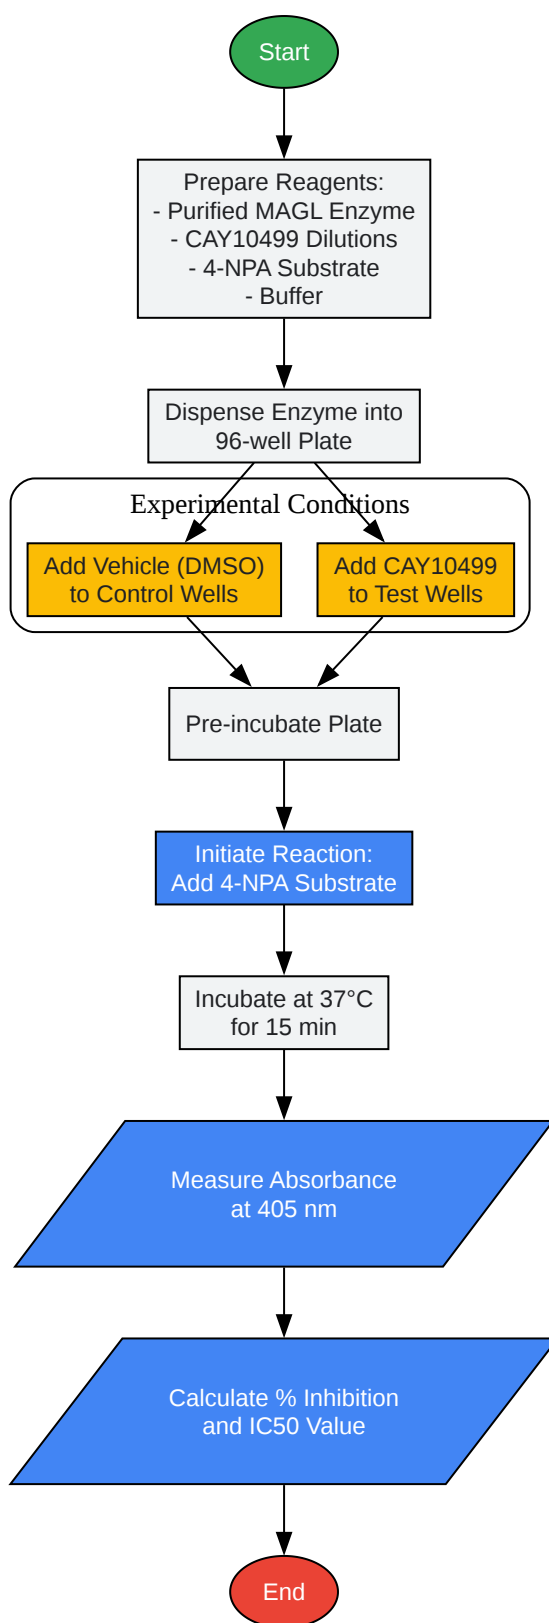 Start
Prepare Reagents:
- Purified MAGL Enzyme
- CAY10499 Dilutions
- 4-NPA Substrate
- Buffer
Dispense Enzyme into
96-well Plate
Experimental Conditions
Add Vehicle (DMSO)
to Control Wells
Add CAY10499
to Test Wells
Pre-incubate Plate
Initiate Reaction:
Add 4-NPA Substrate
Incubate at 37°C
for 15 min
Measure Absorbance
at 405 nm
Calculate % Inhibition
and IC50 Value
End